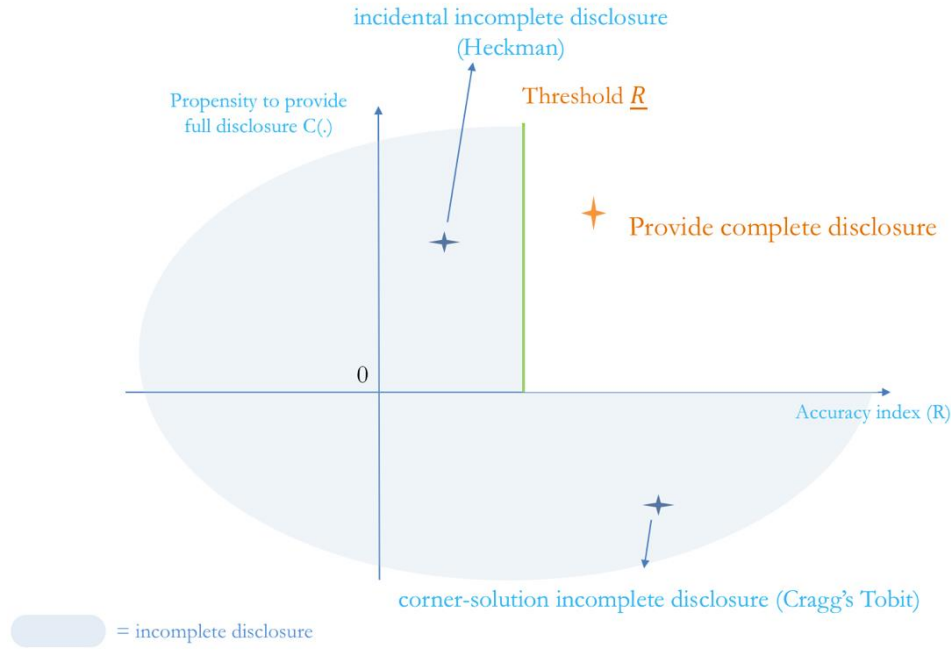 incidental incomplete disclosure
(Heckman)
Threshold R
Propensity to provide
full disclosure C(.)
Provide complete disclosure
0
Accuracy index (R)
corner-solution incomplete disclosure (Cragg's Tobit)
= incomplete disclosure